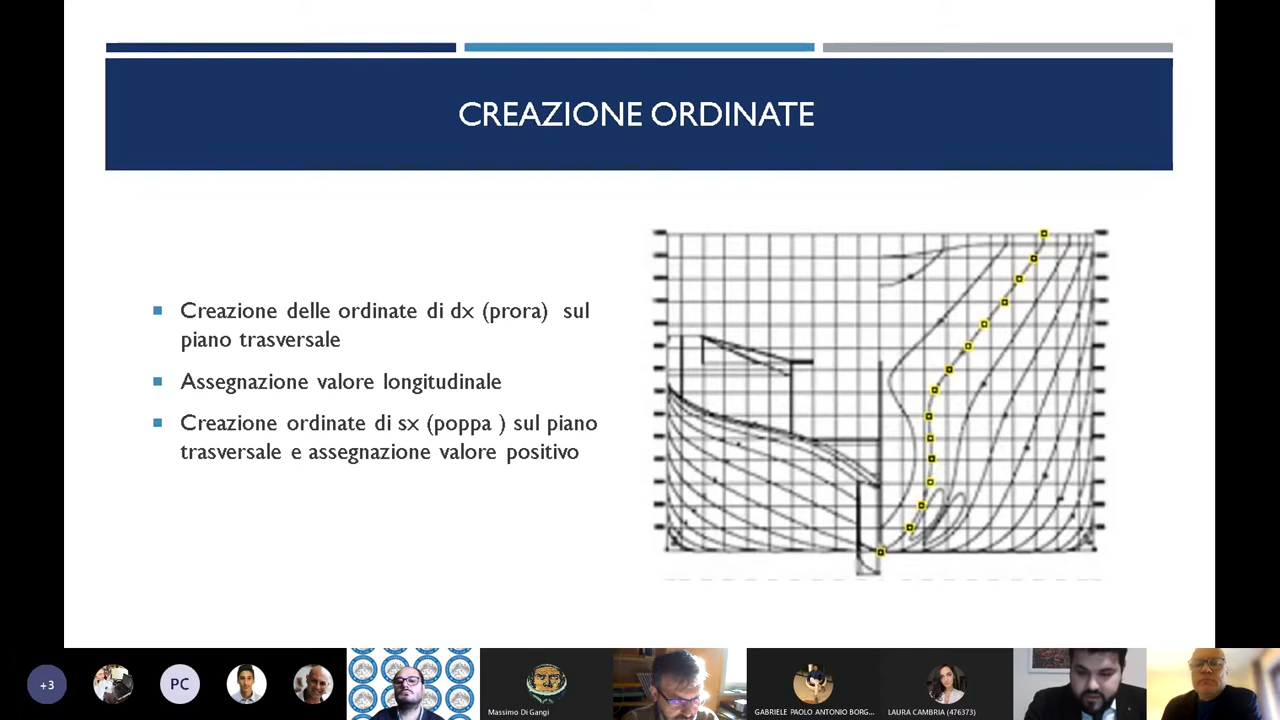 CREAZIONE ORDINATE
Creazione delle ordinate di dx (prora) sul
piano trasversale
Assegnazione valore longitudinale
Creazione ordinate di sx (poppa ) sul piano
trasversale e assegnazione valore positivo
+3
PC
Massimo Di Gangi
GABRIELE PAOLO ANTONIO BORG...
LAURA CAMBRIA (476373)